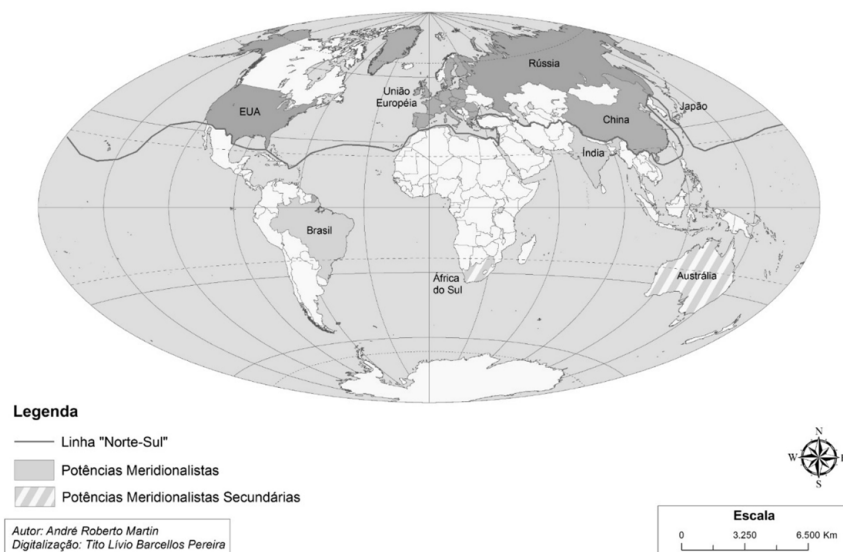 Rússia
União
Européia
EUA
Japão
China
Índia
Brasil
África
do Sul
Austrália
Legenda
Linha "Norte-Sul"
Potências Meridionalistas
Potências Meridionalistas Secundárias
N
W
E
S
Escala
0 3.250 6.500 Km
Autor: André Roberto Martin
Digitalização: Tito Lívio Barcellos Pereira